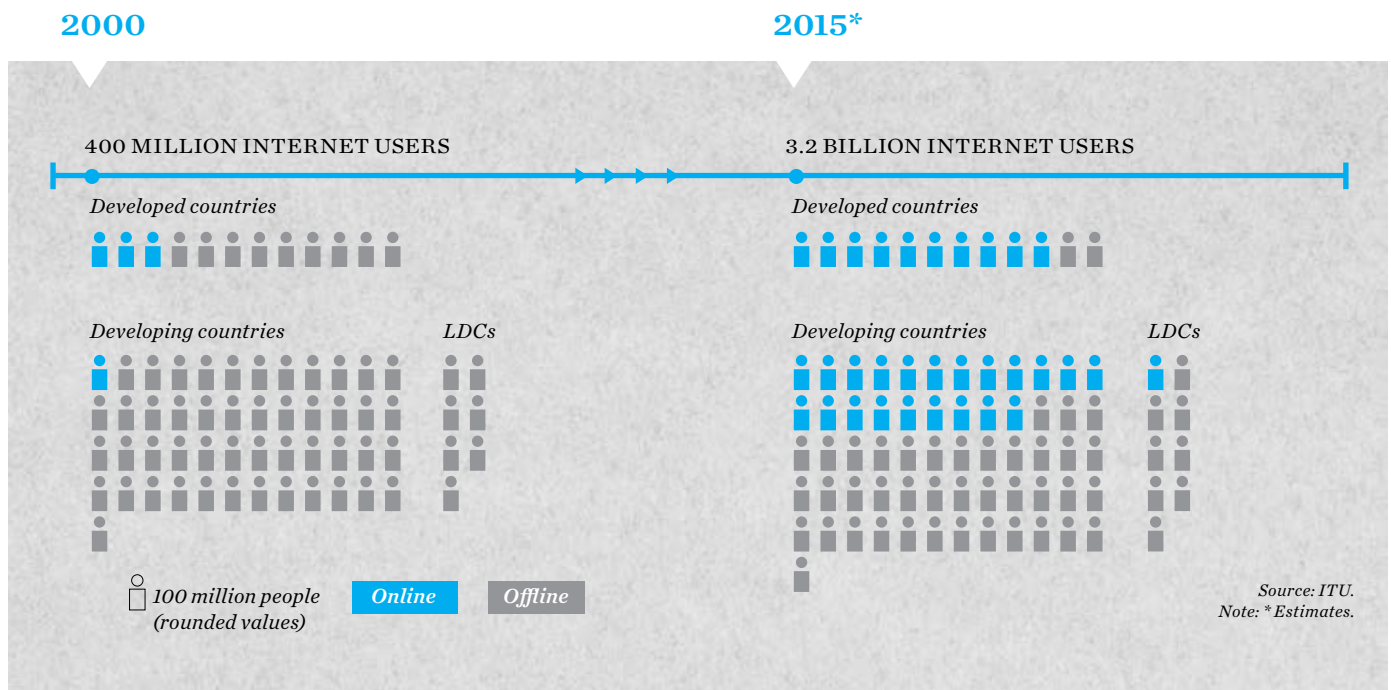 2000
2015*
400 MILLION INTERNET USERS
3.2 BILLION INTERNET USERS
Developed countries
Developed countries
Developing countries
LDCs
Developing countries
LDCs
100 million people
(rounded values)
Online
Offline
Source: ITU.
Note: * Estimates.